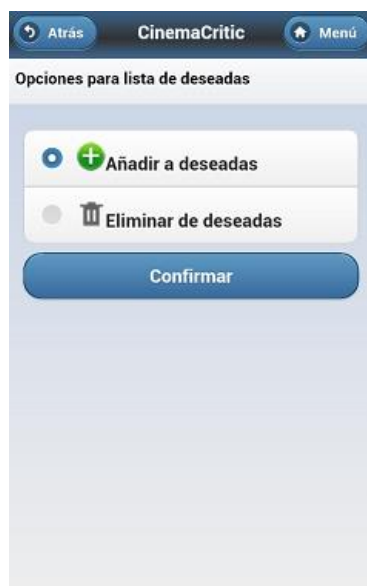 Atrás CinemaCritic Menú
Opciones para lista de deseadas
Añadir a deseadas
Eliminar de deseadas
Confirmar